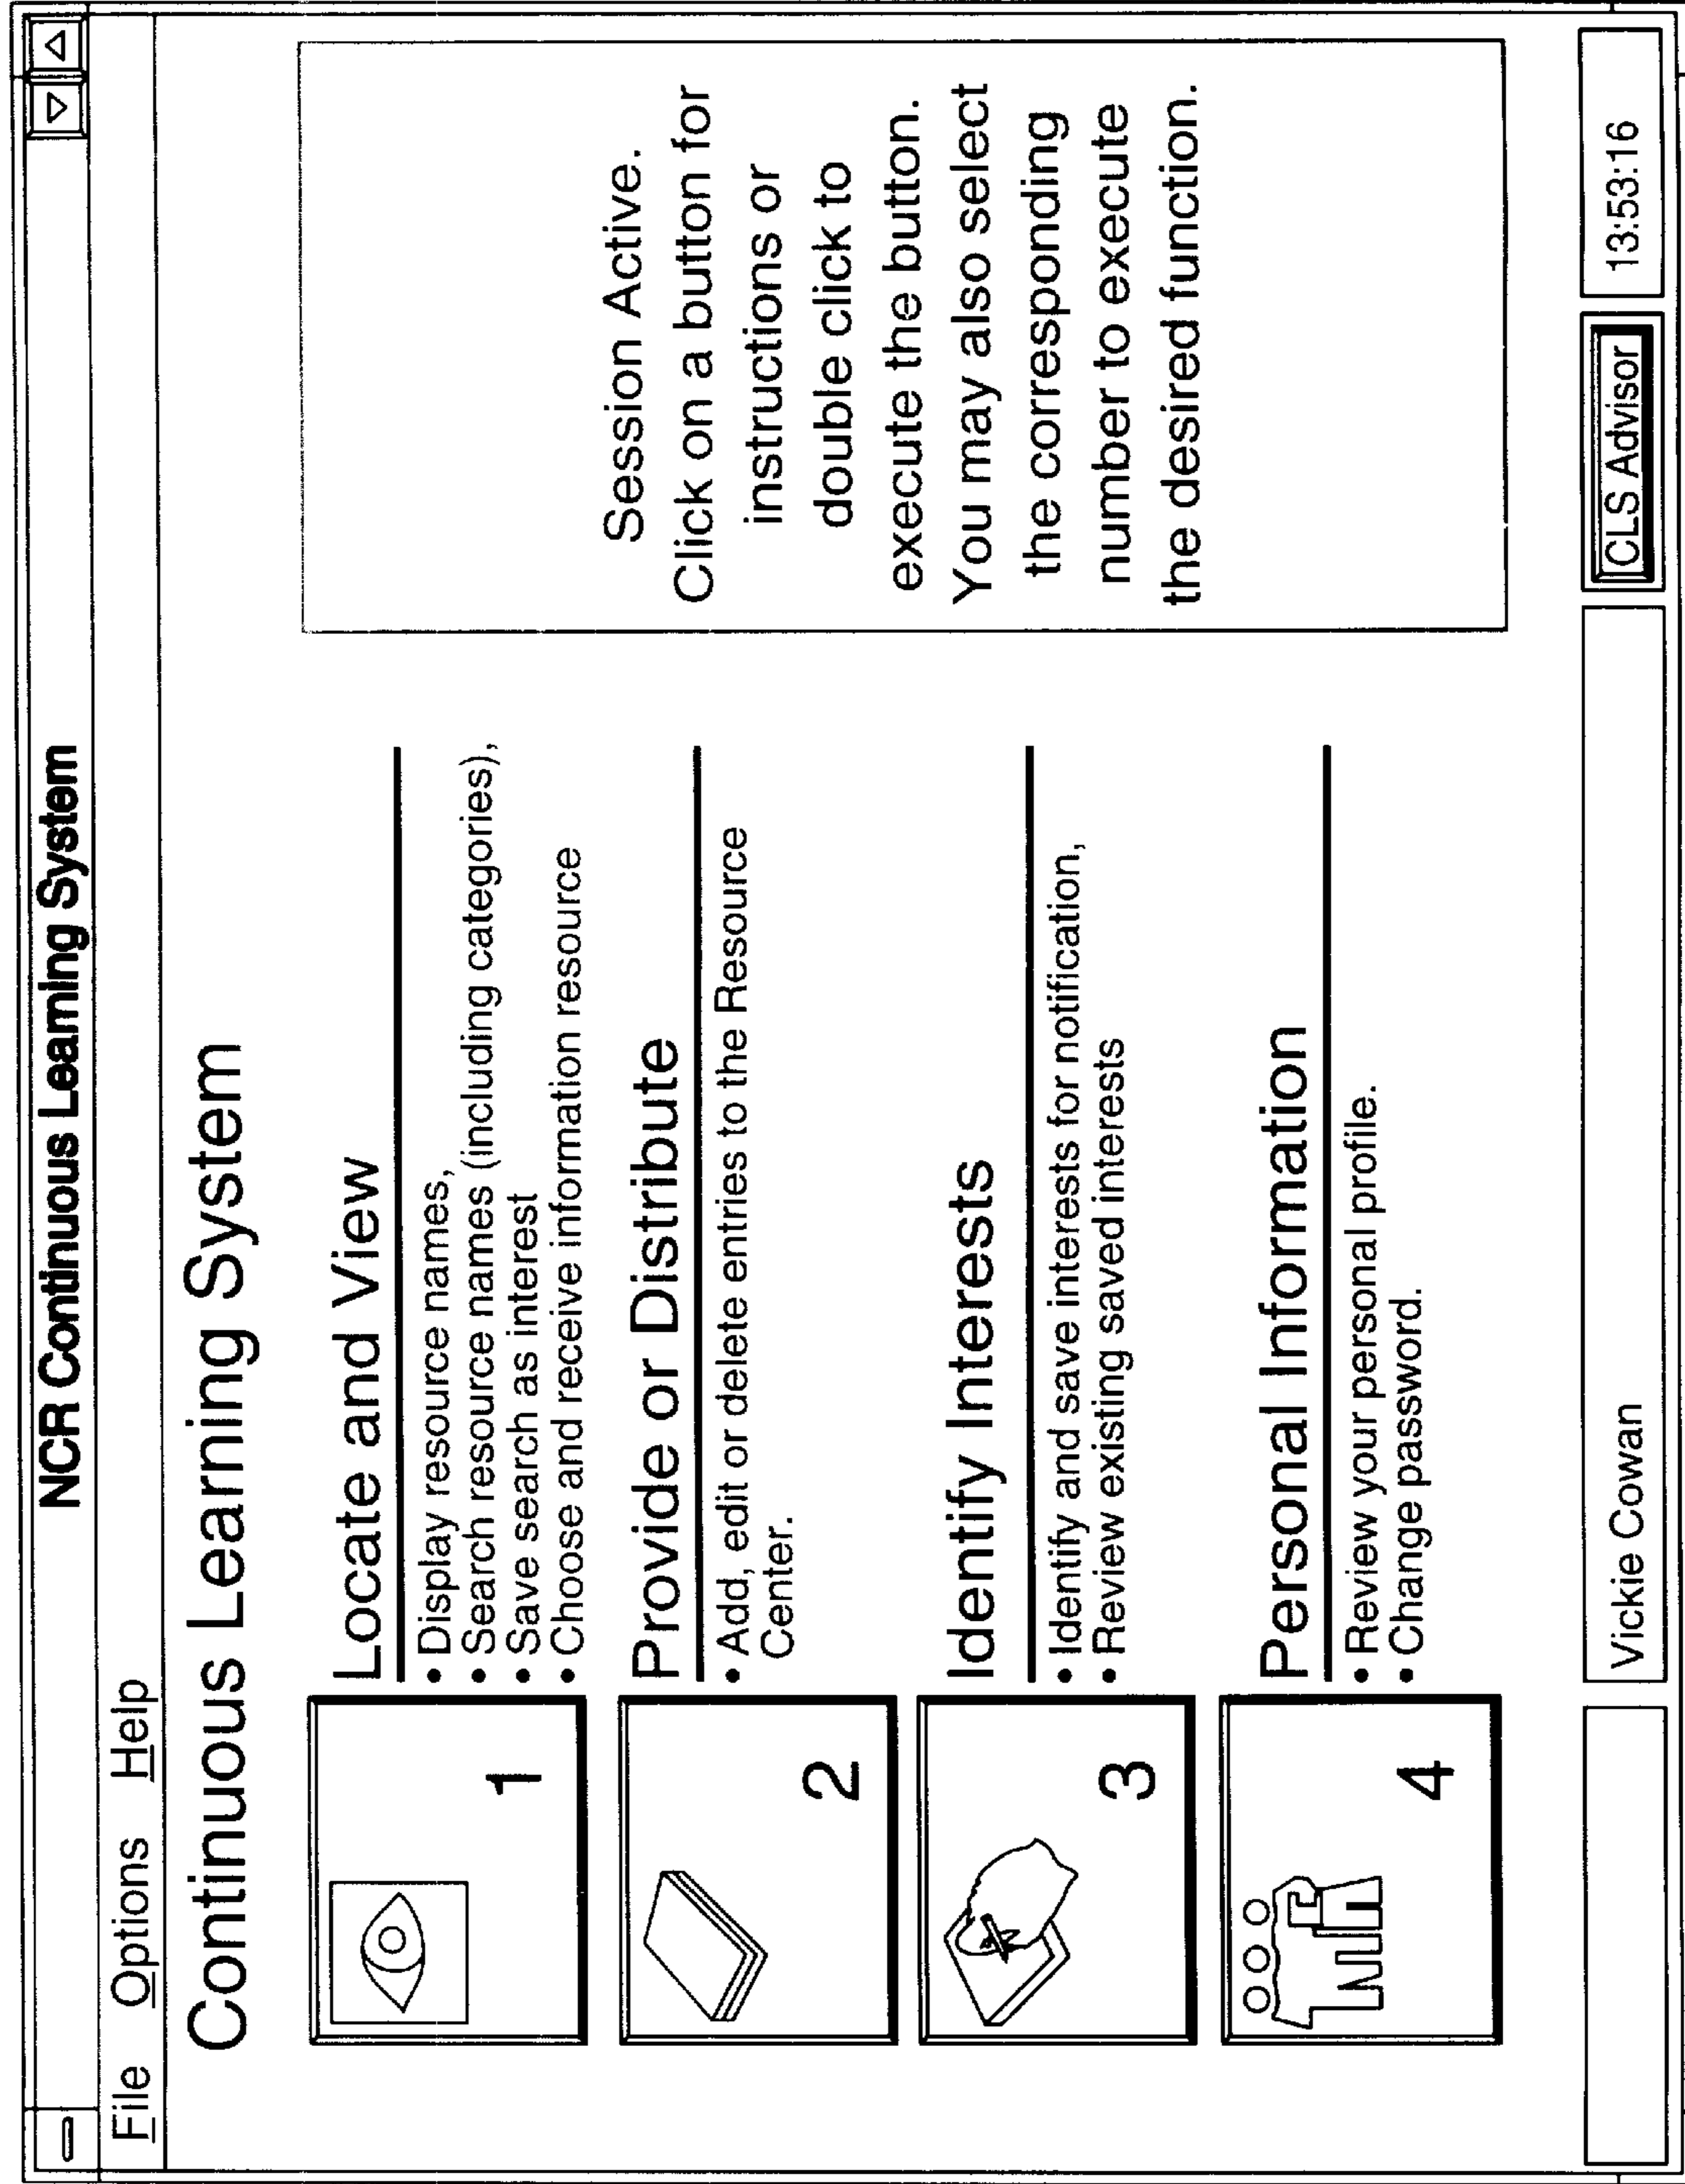 NCR Continuous Learning System
File Options Help
Continuous Learning System
1
Locate and View
• Display resource names,
• Search resource names (including categories),
• Save search as interest
• Choose and receive information resource
2
Provide or Distribute
• Add, edit or delete entries to the Resource
Center.
3
Identify Interests
• Identify and save interests for notification,
• Review existing saved interests
4
Personal Information
• Review your personal profile.
• Change password.
Session Active.
Click on a button for
instructions or
double click to
execute the button.
You may also select
the corresponding
number to execute
the desired function.
Vickie Cowan
CLS Advisor
13:53:16